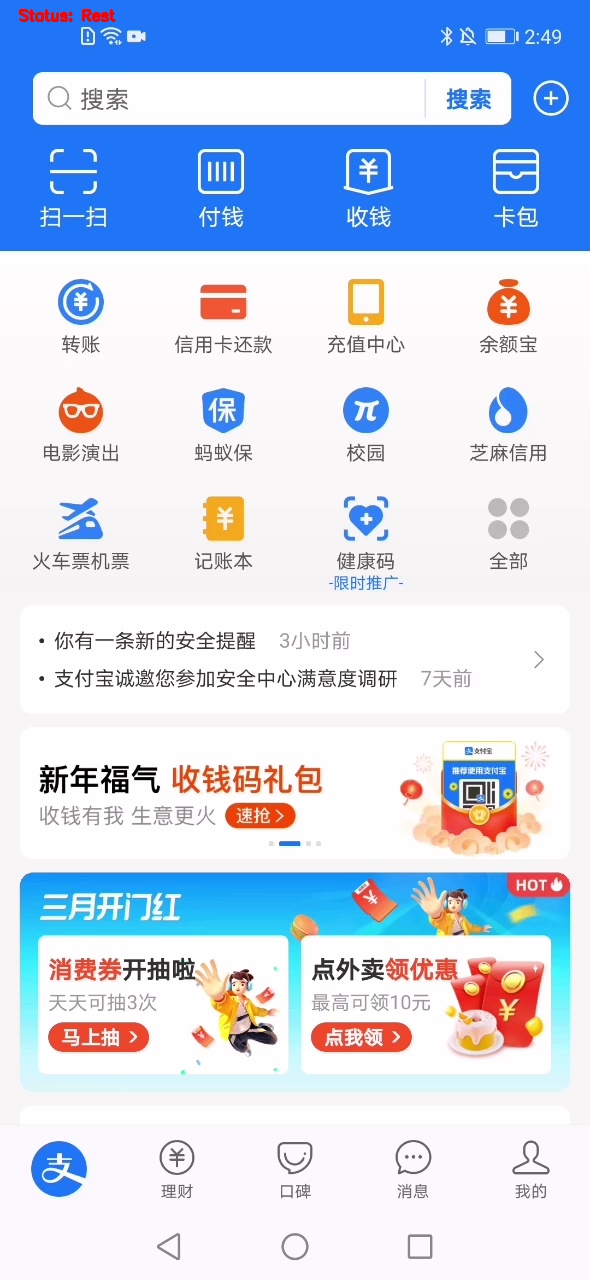 Status: Rest
2:49
搜索 搜索
扫一扫 付钱 收钱 卡包
转账 信用卡还款 充值中心 余额宝
保
电影演出 蚂蚁保 校园 芝麻信用
火车票机票 记账本 健康码 全部
-限时推广-
• 你有一条新的安全提醒 3小时前
• 支付宝诚邀您参加安全中心满意度调研 7天前
支付宝
推荐使用支付宝
新年福气 收钱码礼包
收钱有我 生意更火 速抢
HOT
三月开门红
消费券开抽啦 点外卖领优惠
天天可抽3次 最高可领10元
马上抽 点我领
支
理财 口碑 消息 我的